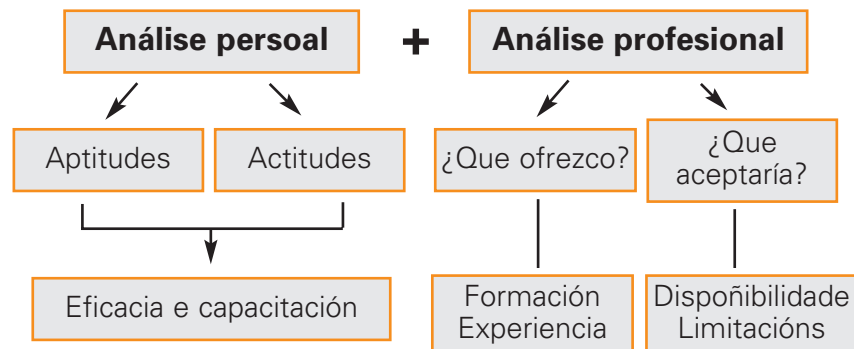 Análise persoal + Análise profesional
Aptitudes
Actitudes
¿Que ofrezco?
¿Que
aceptaría?
Eficacia e capacitación
Formación
Experiencia
Dispoñibilidade
Limitacións